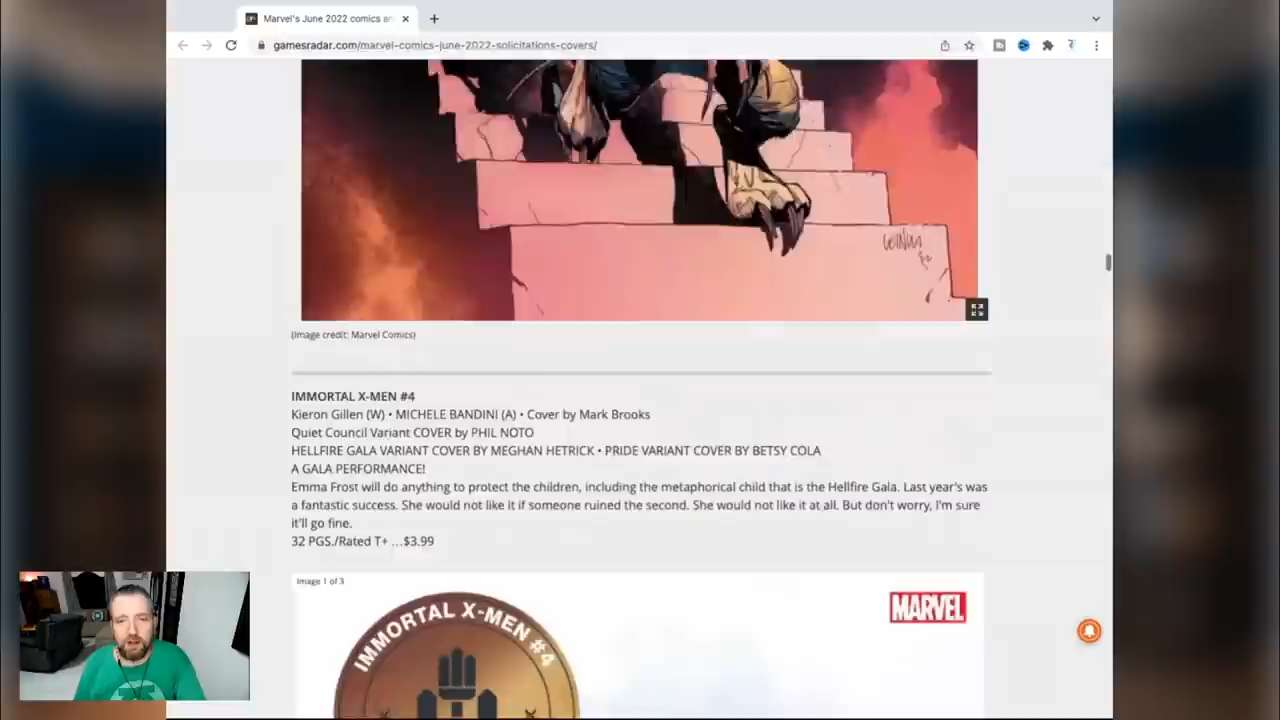 Marvel's June 2022 comics an
gamesradar.com/marvel-comics-june-2022-solicitations-covers/
(Image credit: Marvel Comics)
IMMORTAL X-MEN #4
Kieron Gillen (W) • MICHELE BANDINI (A) • Cover by Mark Brooks
Quiet Council Variant COVER by PHIL NOTO
HELLFIRE GALA VARIANT COVER BY MEGHAN HETRICK • PRIDE VARIANT COVER BY BETSY COLA
A GALA PERFORMANCE!
Emma Frost will do anything to protect the children, including the metaphorical child that is the Hellfire Gala. Last year's was
a fantastic success. She would not like it if someone ruined the second. She would not like it at all. But don't worry, I'm sure
it'll go fine.
32 PGS./Rated T+ …$3.99
Image 1 of 3
MARVEL
IMMORTAL X-MEN #4